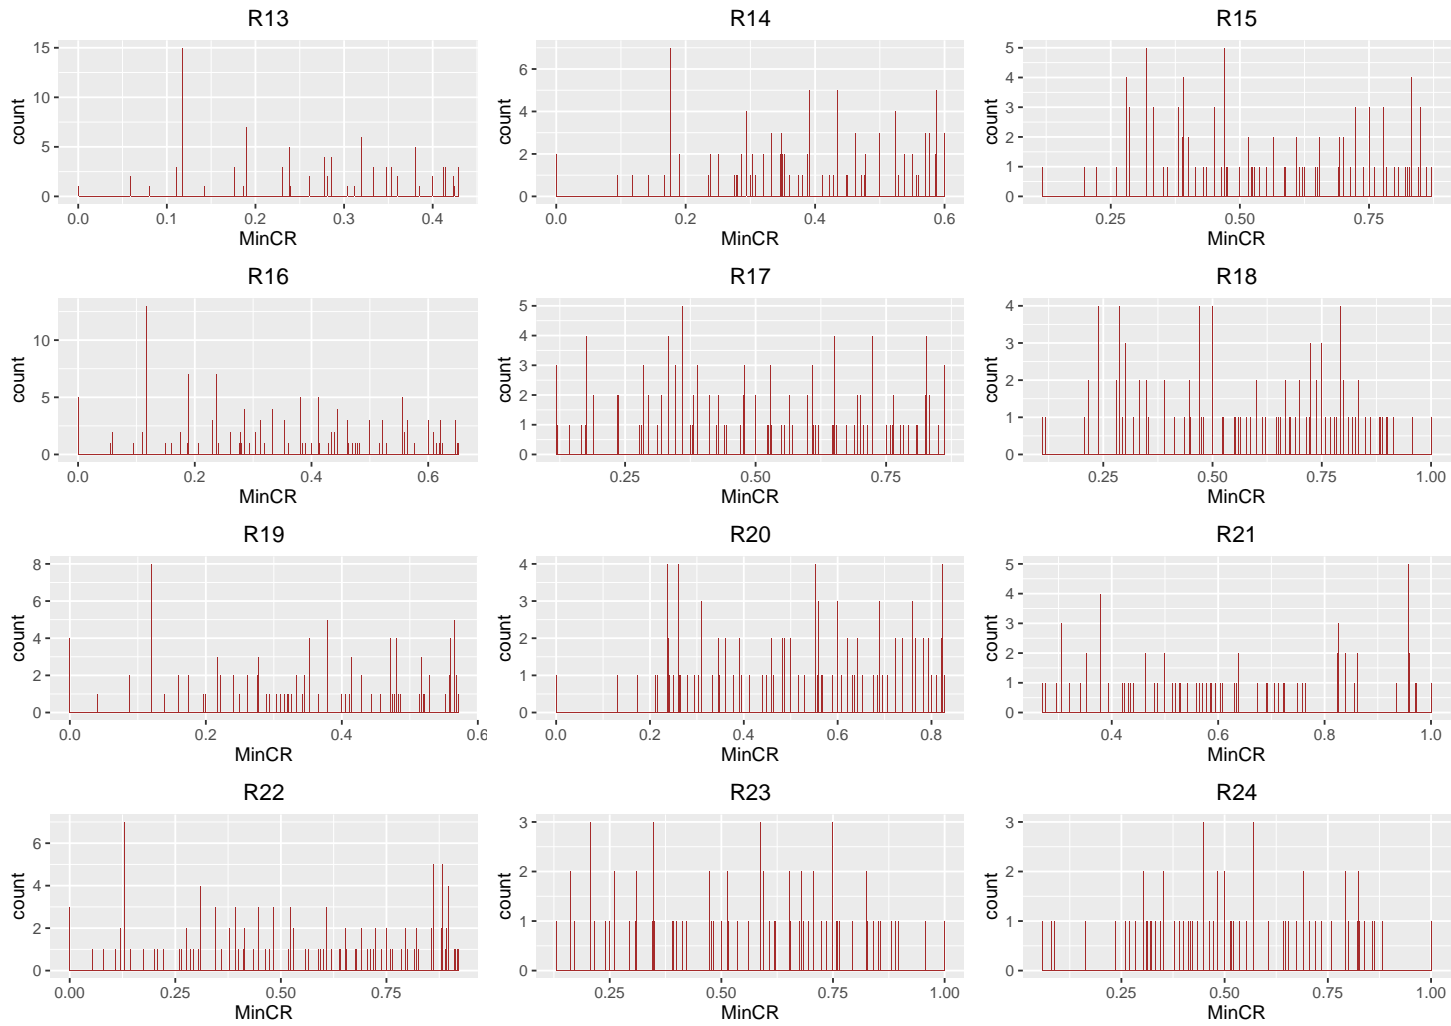 R13 R14 R15
15 10 5 0 count 6 4 2 0 count 5 4 3 2 1 0 count
0.0 0.1 0.2 0.3 0.4 0.0 0.2 0.4 0.6 0.25 0.50 0.75
MinCR MinCR MinCR
R16 R17 R18
10 5 0 count 5 4 3 2 1 0 count 4 3 2 1 0 count
0.0 0.2 0.4 0.6 0.25 0.50 0.75 0.25 0.50 0.75 1.00
MinCR MinCR MinCR
R19 R20 R21
8 6 4 2 0 count 4 3 2 1 0 count 5 4 3 2 1 0 count
0.0 0.2 0.4 0.6 0.0 0.2 0.4 0.6 0.8 0.4 0.6 0.8 1.0
MinCR MinCR MinCR
R22 R23 R24
6 4 2 0 count 3 2 1 0 count 3 2 1 0 count
0.00 0.25 0.50 0.75 0.25 0.50 0.75 1.00 0.25 0.50 0.75 1.00
MinCR MinCR MinCR